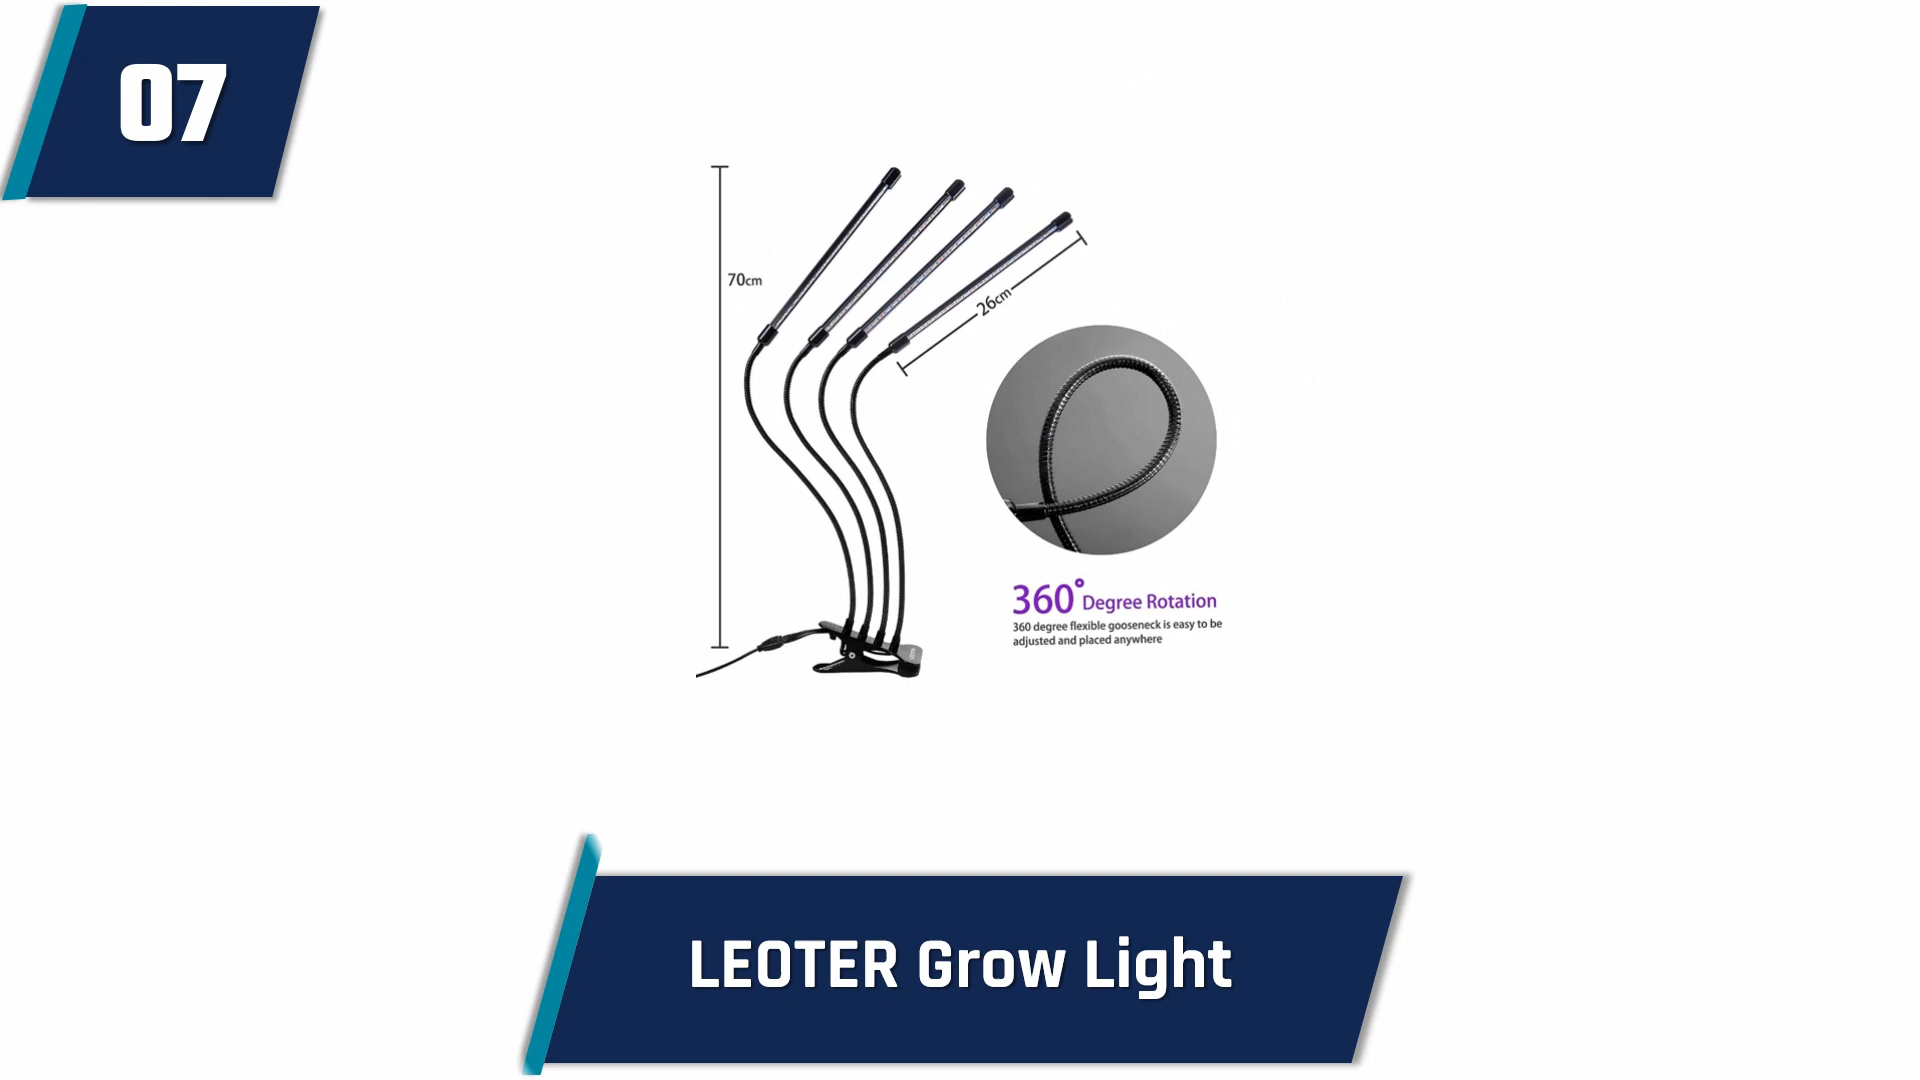 07
70cm
26cm
360° Degree Rotation
360 degree flexible gooseneck is easy to be
adjusted and placed anywhere
LEOTER Grow Light